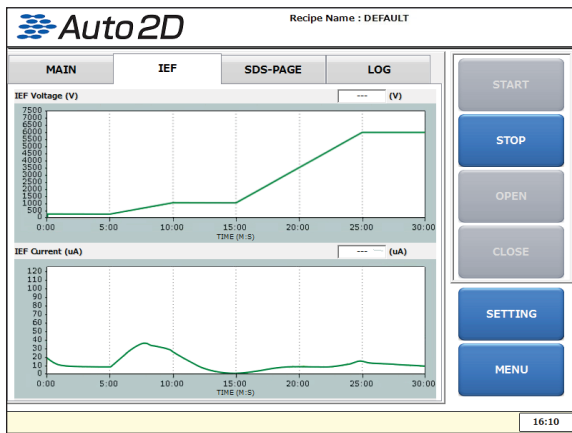 Auto2D
Recipe Name : DEFAULT
MAIN
IEF
SDS-PAGE
LOG
IEF Voltage (V)
--- (V)
7500
7000
6500
6000
5500
5000
4500
4000
3500
3000
2500
2000
1500
1000
500
0
0:00 5:00 10:00 15:00 20:00 25:00 30:00
TIME (M:S)
IEF Current (uA)
--- (uA)
120
110
100
90
80
70
60
50
40
30
20
10
0
0:00 5:00 10:00 15:00 20:00 25:00 30:00
TIME (M:S)
START
STOP
OPEN
CLOSE
SETTING
MENU
16:10